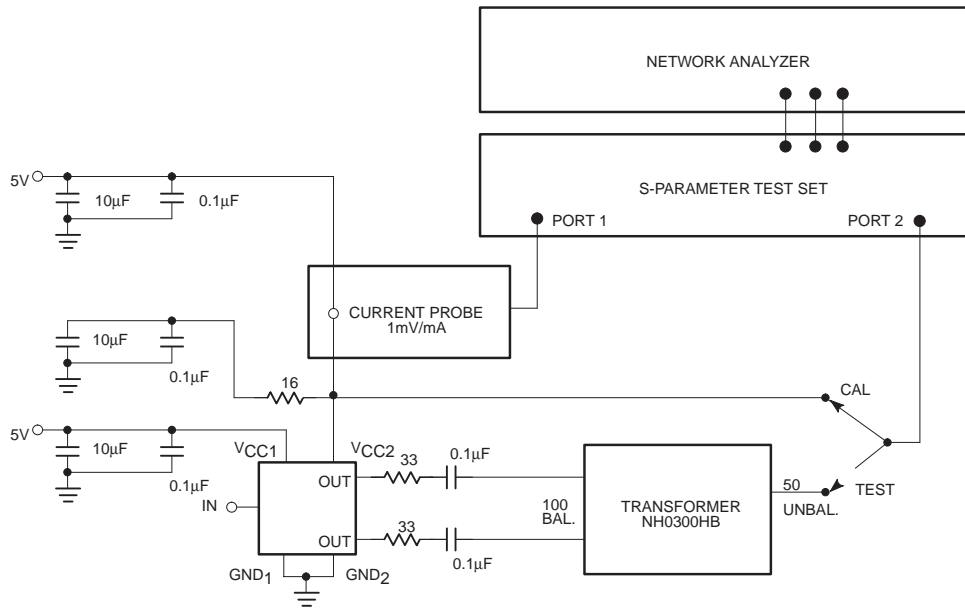 NETWORK ANALYZER
S-PARAMETER TEST SET
PORT 1
PORT 2
5V
10μF
0.1μF
CURRENT PROBE
1mV/mA
10μF
0.1μF
16
CAL
5V
10μF
0.1μF
VCC1
VCC2
33
0.1μF
OUT
IN
OUT
33
0.1μF
GND1
GND2
100
BAL.
TRANSFORMER
NH0300HB
50
UNBAL.
TEST